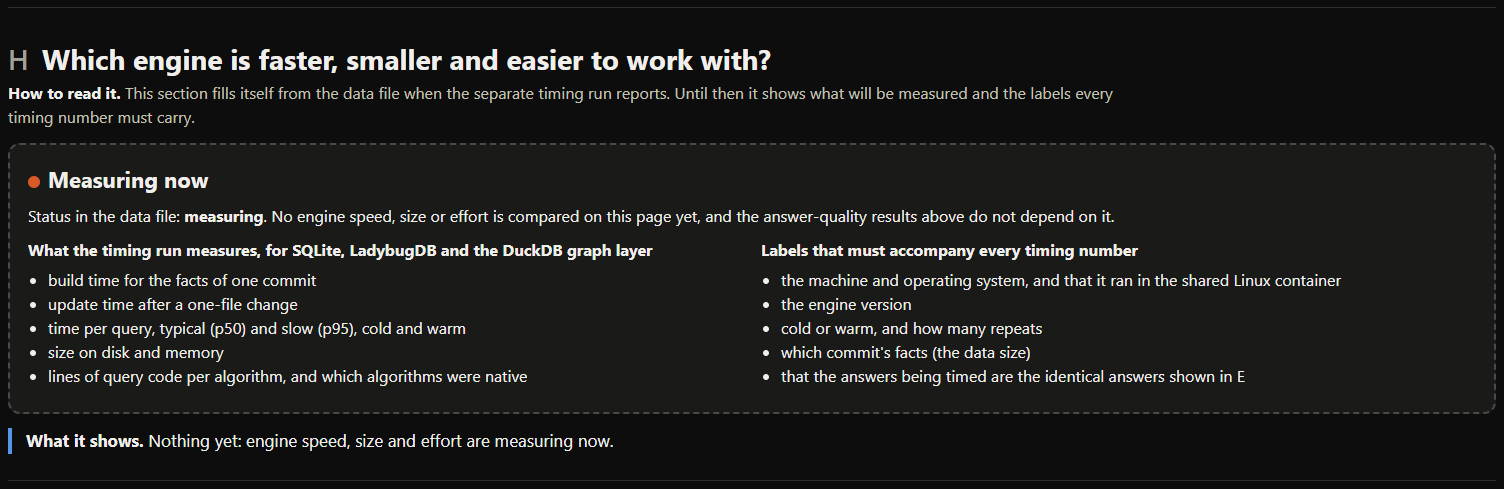 H Which engine is faster, smaller and easier to work with?
How to read it. This section fills itself from the data file when the separate timing run reports. Until then it shows what will be measured and the labels every
timing number must carry.
Measuring now
Status in the data file: measuring. No engine speed, size or effort is compared on this page yet, and the answer-quality results above do not depend on it.
What the timing run measures, for SQLite, LadybugDB and the DuckDB graph layer
• build time for the facts of one commit
• update time after a one-file change
• time per query, typical (p50) and slow (p95), cold and warm
• size on disk and memory
• lines of query code per algorithm, and which algorithms were native
Labels that must accompany every timing number
• the machine and operating system, and that it ran in the shared Linux container
• the engine version
• cold or warm, and how many repeats
• which commit's facts (the data size)
• that the answers being timed are the identical answers shown in E
What it shows. Nothing yet: engine speed, size and effort are measuring now.